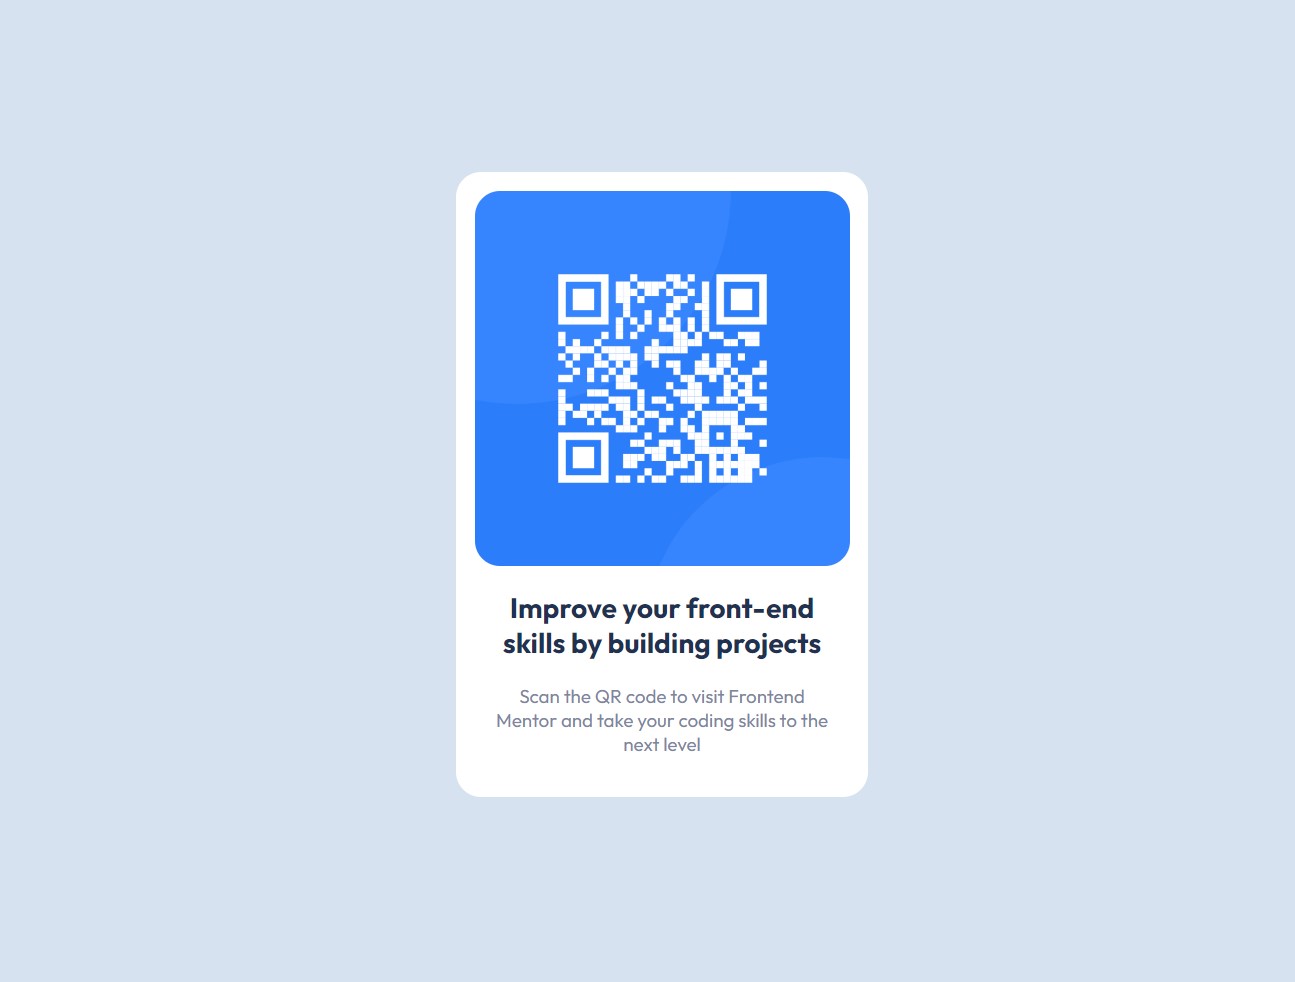 Improve your front-end
skills by building projects
Scan the QR code to visit Frontend
Mentor and take your coding skills to the
next level